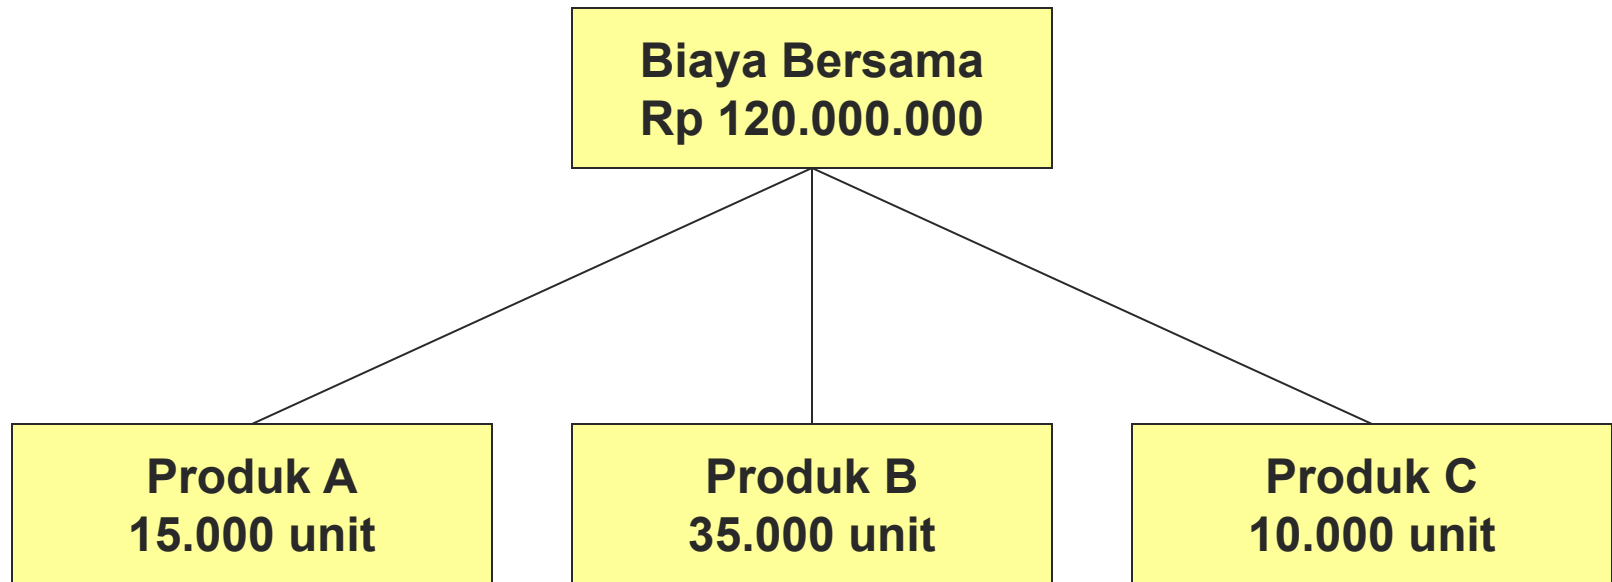 Biaya Bersama
Rp 120.000.000
Produk A
15.000 unit
Produk B
35.000 unit
Produk C
10.000 unit